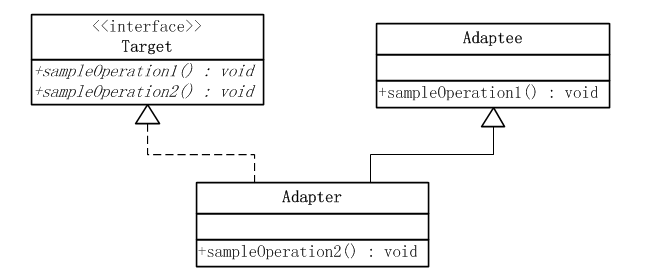 <<interface>>
Target
+sampleOperation1() : void
+sampleOperation2() : void
Adaptee
+sampleOperation1() : void
Adapter
+sampleOperation2() : void